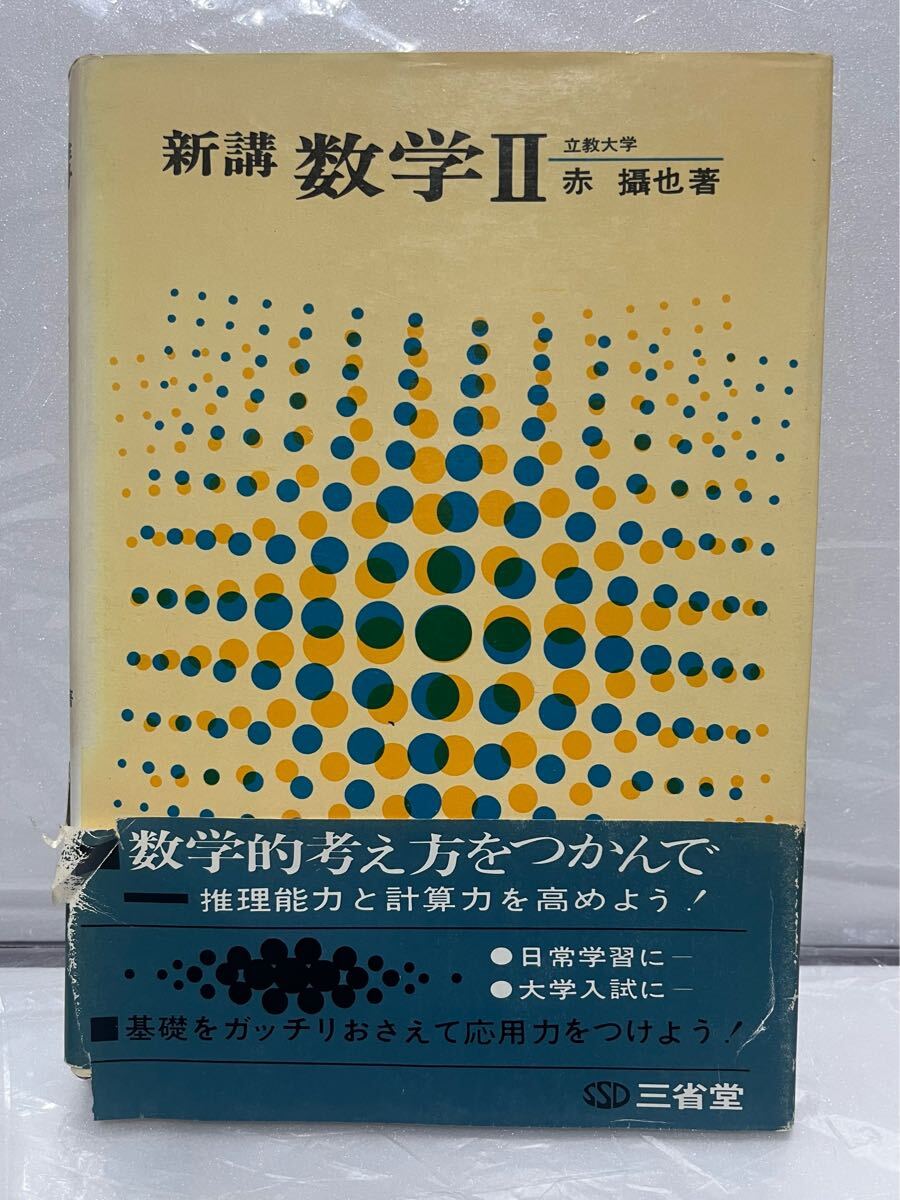 新講 数学II
立教大学
赤 攝也著
■数学的考え方をつかんで
―推理能力と計算力を高めよう!
●日常学習に―
●大学入試に―
■基礎をガッチリおさえて応用力をつけよう!
SSD 三省堂